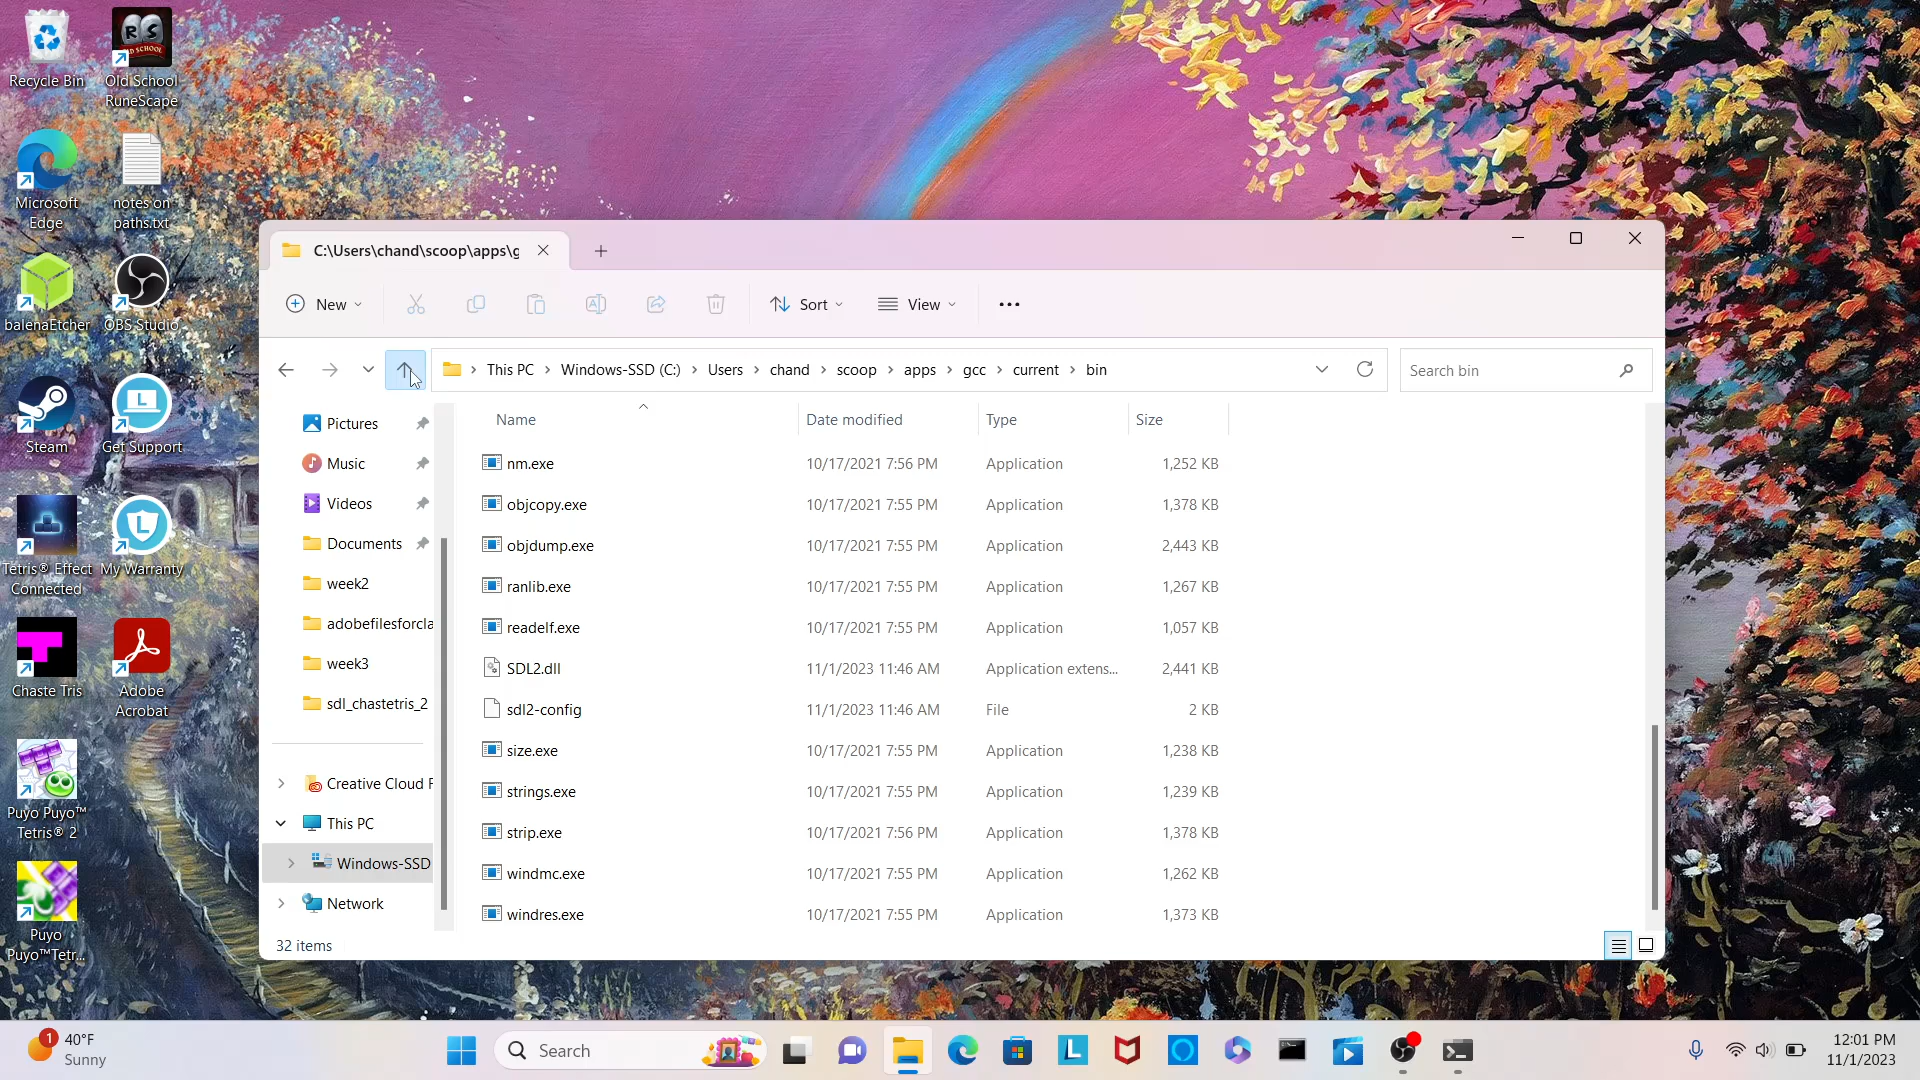 Recycle Bin
Old School
RuneScape
Microsoft
Edge
notes on
paths.txt
balenaEtcher
OBS Studio
Steam
Get Support
Tetris® Effect
Connected
My Warranty
Chaste Tris
Adobe
Acrobat
Puyo Puyo™
Tetris® 2
Puyo
Puyo™Tetr...
C:\Users\chand\scoop\apps\g
New
Sort
View
This PC
Windows-SSD (C:)
Users
chand
scoop
apps
gcc
current
bin
Search bin
Pictures
Music
Videos
Documents
week2
adobefilesforcla
week3
sdl_chastetris_2
Creative Cloud F
This PC
Windows-SSD
Network
Name Date modified Type Size
nm.exe 10/17/2021 7:56 PM Application 1,252 KB
objcopy.exe 10/17/2021 7:55 PM Application 1,378 KB
objdump.exe 10/17/2021 7:55 PM Application 2,443 KB
ranlib.exe 10/17/2021 7:55 PM Application 1,267 KB
readelf.exe 10/17/2021 7:55 PM Application 1,057 KB
SDL2.dll 11/1/2023 11:46 AM Application extens... 2,441 KB
sdl2-config 11/1/2023 11:46 AM File 2 KB
size.exe 10/17/2021 7:55 PM Application 1,238 KB
strings.exe 10/17/2021 7:55 PM Application 1,239 KB
strip.exe 10/17/2021 7:56 PM Application 1,378 KB
windmc.exe 10/17/2021 7:55 PM Application 1,262 KB
windres.exe 10/17/2021 7:55 PM Application 1,373 KB
32 items
1
40°F
Sunny
Search
12:01 PM
11/1/2023